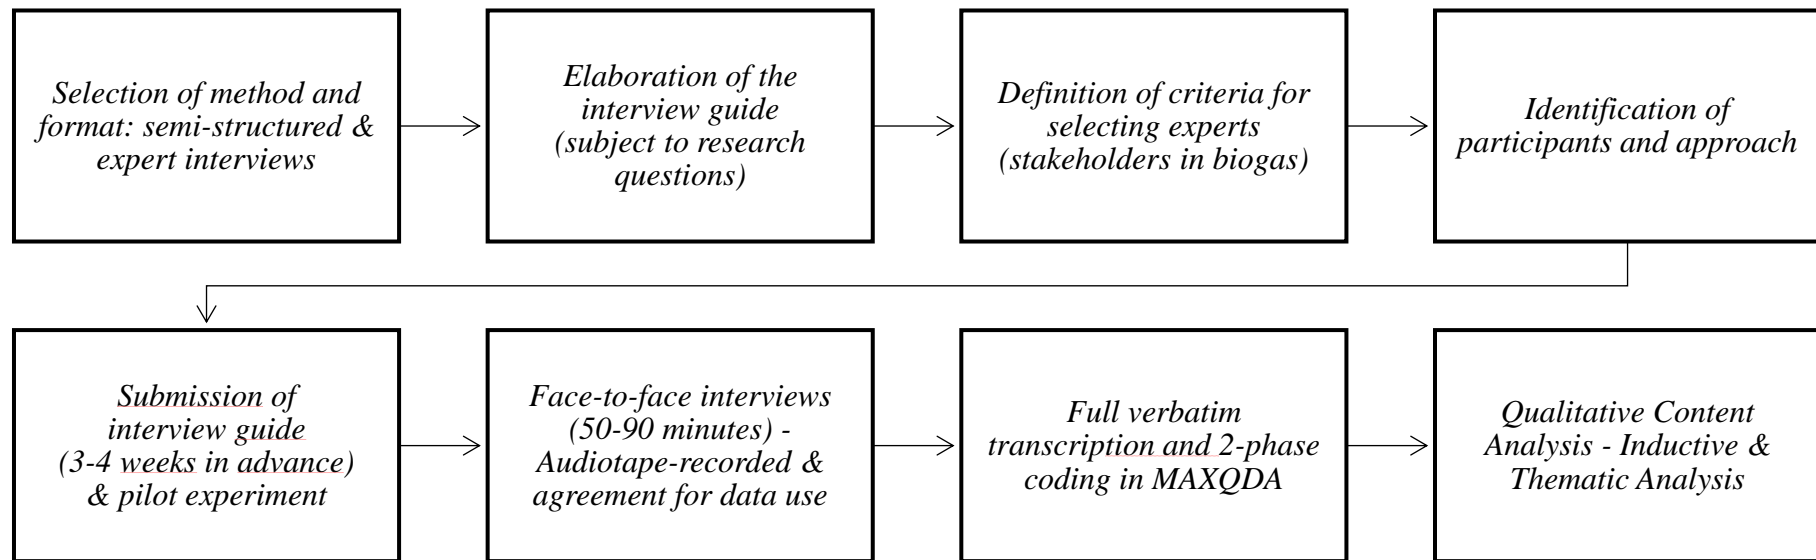 Selection of method and
format: semi-structured &
expert interviews
Elaboration of the
interview guide
(subject to research
questions)
Definition of criteria for
selecting experts
(stakeholders in biogas)
Identification of
participants and approach
Submission of
interview guide
(3-4 weeks in advance)
& pilot experiment
Face-to-face interviews
(50-90 minutes) -
Audiotape-recorded &
agreement for data use
Full verbatim
transcription and 2-phase
coding in MAXQDA
Qualitative Content
Analysis - Inductive &
Thematic Analysis